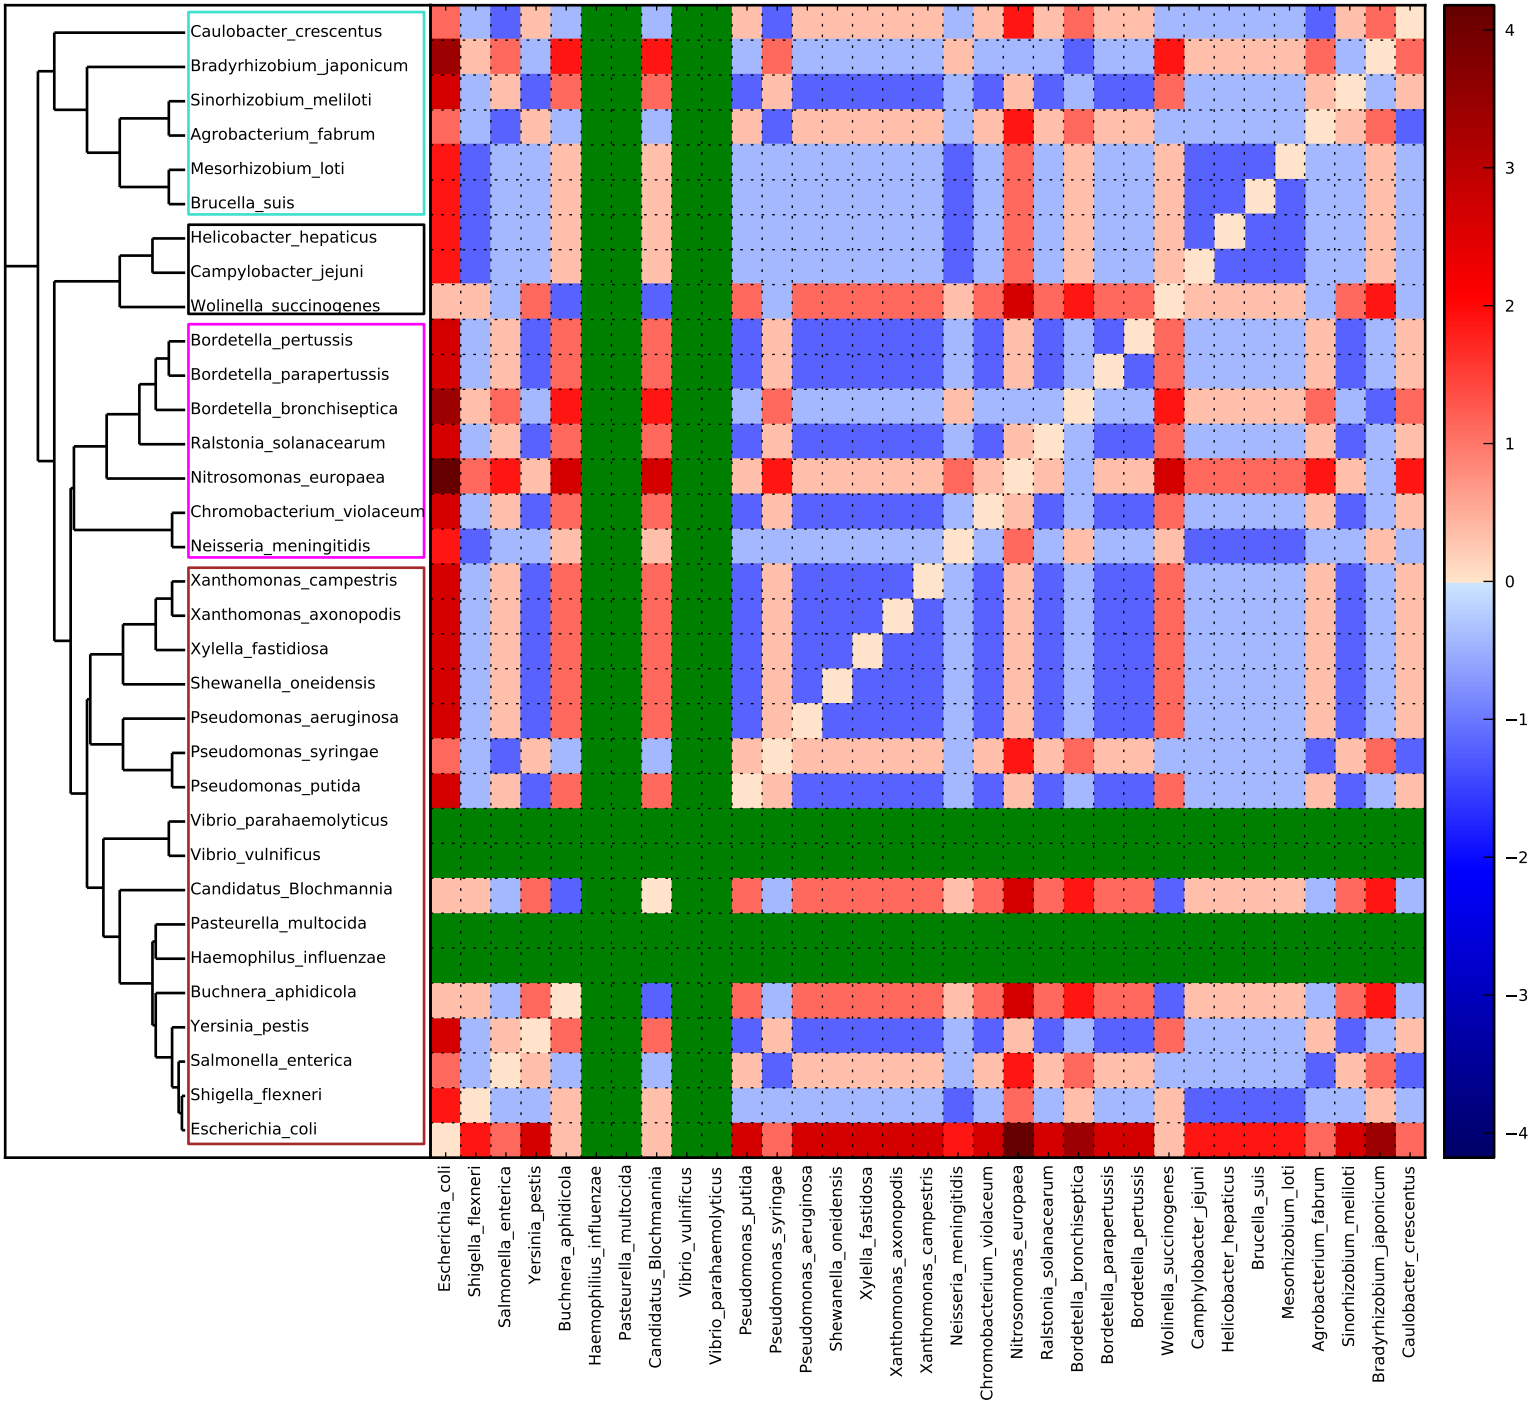 Caulobacter_crescentus
Bradyrhizobium_japonicum
Sinorhizobium_meliloti
Agrobacterium_fabrum
Mesorhizobium_loti
Brucella_suis
Helicobacter_hepaticus
Campylobacter_jejuni
Wolinella_succinogenes
Bordetella_pertussis
Bordetella_parapertussis
Bordetella_bronchiseptica
Ralstonia_solanacearum
Nitrosomonas_europaea
Chromobacterium_violaceum
Neisseria_meningitidis
Xanthomonas_campestris
Xanthomonas_axonopodis
Xylella_fastidiosa
Shewanella_oneidensis
Pseudomonas_aeruginosa
Pseudomonas_syringae
Pseudomonas_putida
Vibrio_parahaemolyticus
Vibrio_vulnificus
Candidatus_Blochmannia
Pasteurella_multocida
Haemophilus_influenzae
Buchnera_aphidicola
Yersinia_pestis
Salmonella_enterica
Shigella_flexneri
Escherichia_coli
Escherichia_coli
Shigella_flexneri
Salmonella_enterica
Yersinia_pestis
Buchnera_aphidicola
Haemophilius_influenzae
Pasteurella_multocida
Candidatus_Blochmannia
Vibrio_vulnificus
Vibrio_parahaemolyticus
Pseudomonas_putida
Pseudomonas_syringae
Pseudomonas_aeruginosa
Shewanella_oneidensis
Xylella_fastidosa
Xanthomonas_axonopodis
Xanthomonas_campestris
Neisseria_meningitidis
Chromobacterium_violaceum
Nitrosomonas_europaea
Ralstonia_solanacearum
Bordetella_bronchiseptica
Bordetella_parapertussis
Bordetella_pertussis
Wolinella_succinogenes
Camphylobacter_jejuni
Helicobacter_hepaticus
Brucella_suis
Mesorhizobium_loti
Agrobacterium_fabrum
Sinorhizobium_meliloti
Bradyrhizobium_japonicum
Caulobacter_crescentus
4
3
2
1
0
−1
−2
−3
−4